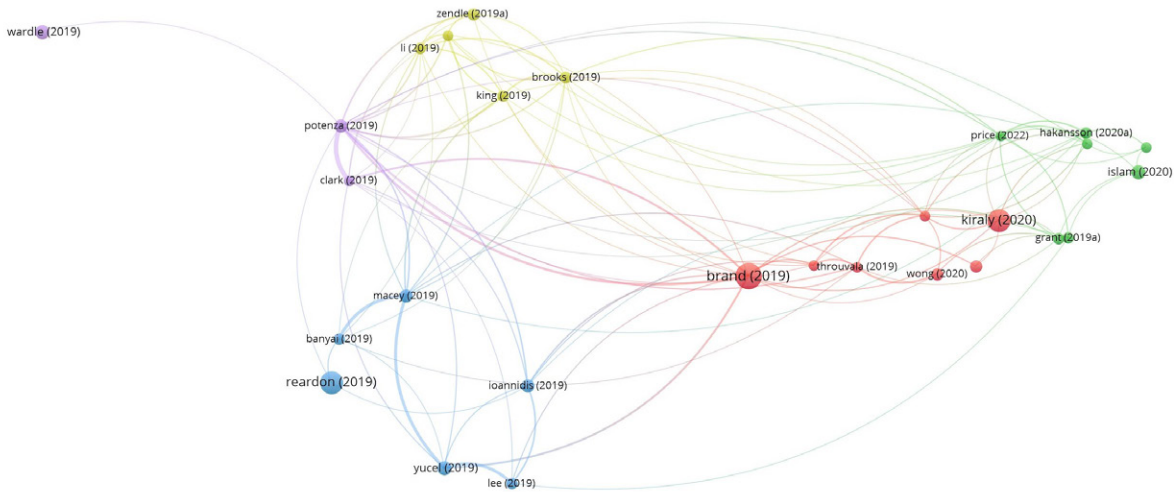 zendle (2019a)
wardle (2019)
li (2019)
brooks (2019)
king (2019)
potenza (2019)
price (2022)
hakansson (2020a)
islam (2020)
clark (2019)
kiraly (2020)
grant (2019a)
throuvala (2019)
brand (2019)
wong (2020)
macey (2019)
banyai (2019)
reardon (2019)
ioannidis (2019)
yucel (2019)
lee (2019)